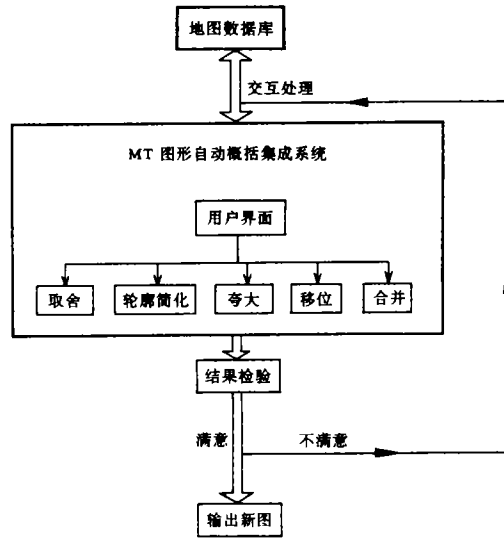 地图数据库
交互处理
MT 图形自动概括集成系统
用户界面
取舍 轮廓简化 夸大 移位 合并
结果检验
满意 不满意
输出新图